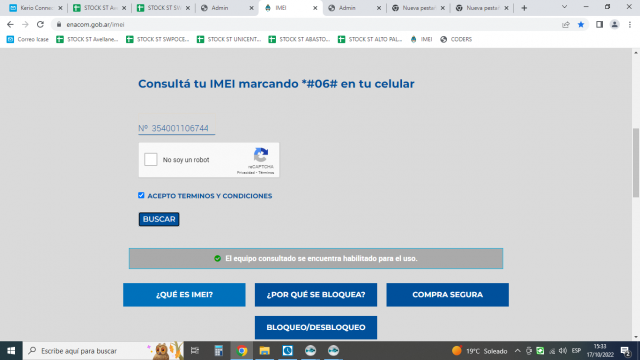 Kerio Connec
STOCK ST Av
STOCK ST SW
Admin
IMEI
Admin
Nueva pestañ
Nueva pestañ
enacom.gob.ar/imei
Correo Icase
STOCK ST Avellane...
STOCK ST SWPOCE...
STOCK ST UNICENT...
STOCK ST ABASTO...
STOCK ST ALTO PAL...
IMEI
CODERS
Consultá tu IMEI marcando *#06# en tu celular
Nº 354001106744
No soy un robot
reCAPTCHA
Privacidad - Términos
ACEPTO TERMINOS Y CONDICIONES
BUSCAR
El equipo consultado se encuentra habilitado para el uso.
¿QUÉ ES IMEI?
¿POR QUÉ SE BLOQUEA?
COMPRA SEGURA
BLOQUEO/DESBLOQUEO
Escribe aquí para buscar
19°C Soleado
ESP
15:33
17/10/2022